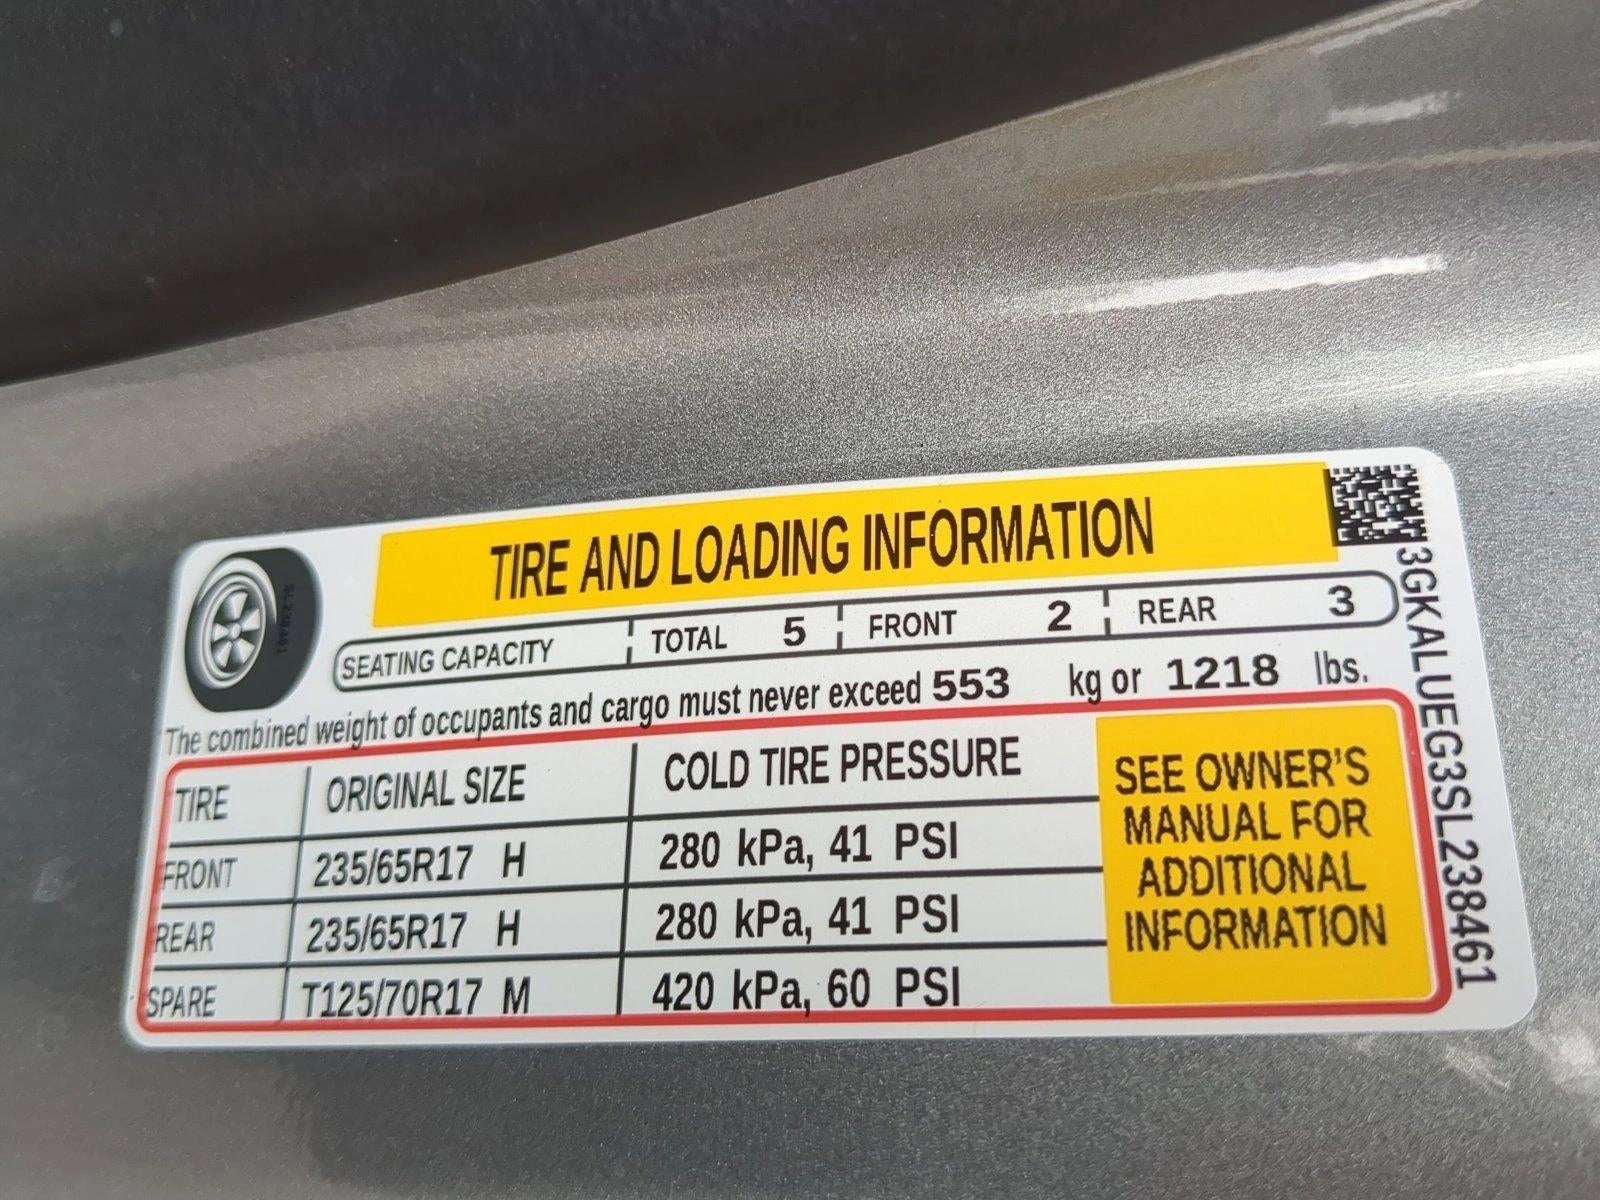 TIRE AND LOADING INFORMATION
SEATING CAPACITY TOTAL 5 FRONT 2 REAR 3
The combined weight of occupants and cargo must never exceed 553 kg or 1218 lbs.
TIRE ORIGINAL SIZE COLD TIRE PRESSURE
FRONT 235/65R17 H 280 kPa, 41 PSI
REAR 235/65R17 H 280 kPa, 41 PSI
SPARE T125/70R17 M 420 kPa, 60 PSI
SEE OWNER'S
MANUAL FOR
ADDITIONAL
INFORMATION
3GKALUEG3SL238461
SL238461